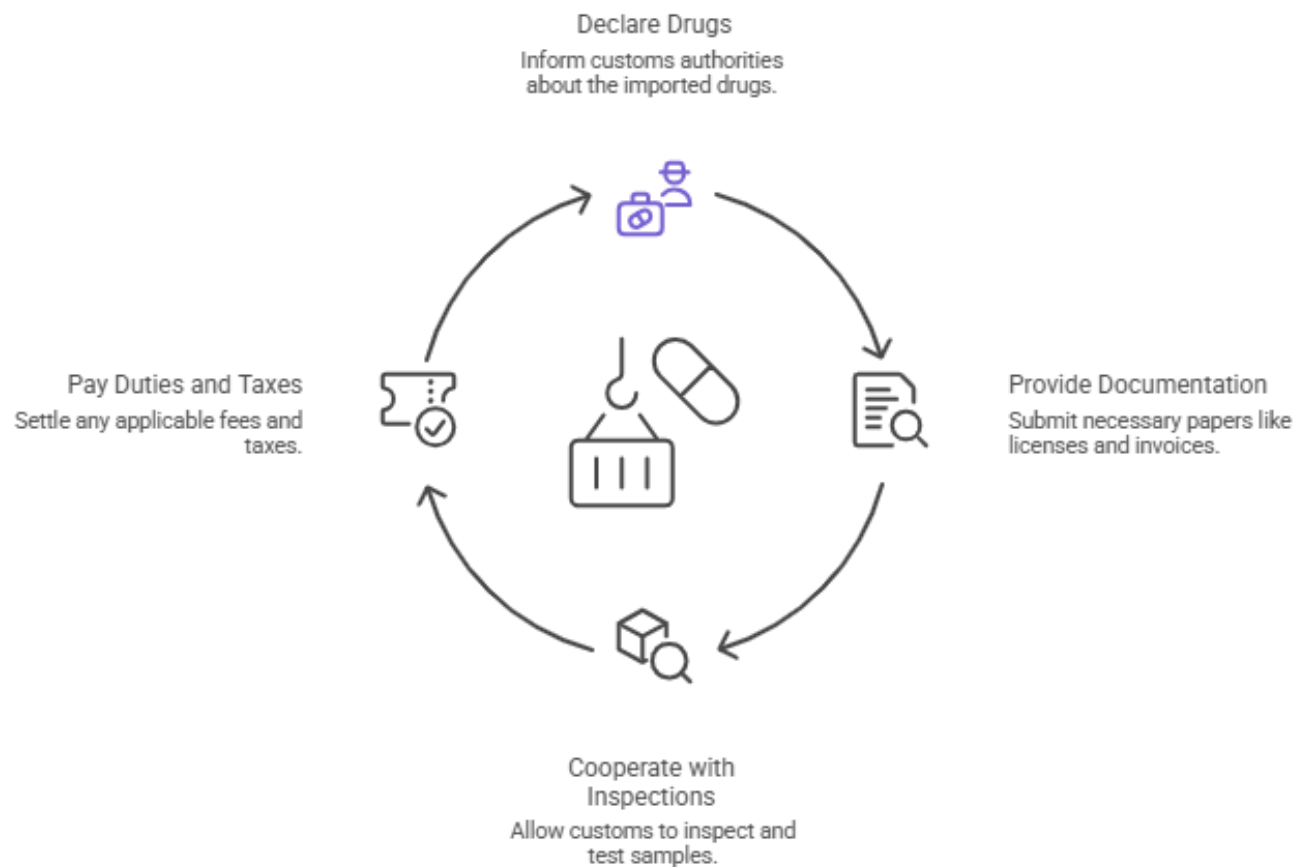 Declare Drugs
Inform customs authorities
about the imported drugs.
Pay Duties and Taxes
Settle any applicable fees and
taxes.
Provide Documentation
Submit necessary papers like
licenses and invoices.
Cooperate with
Inspections
Allow customs to inspect and
test samples.